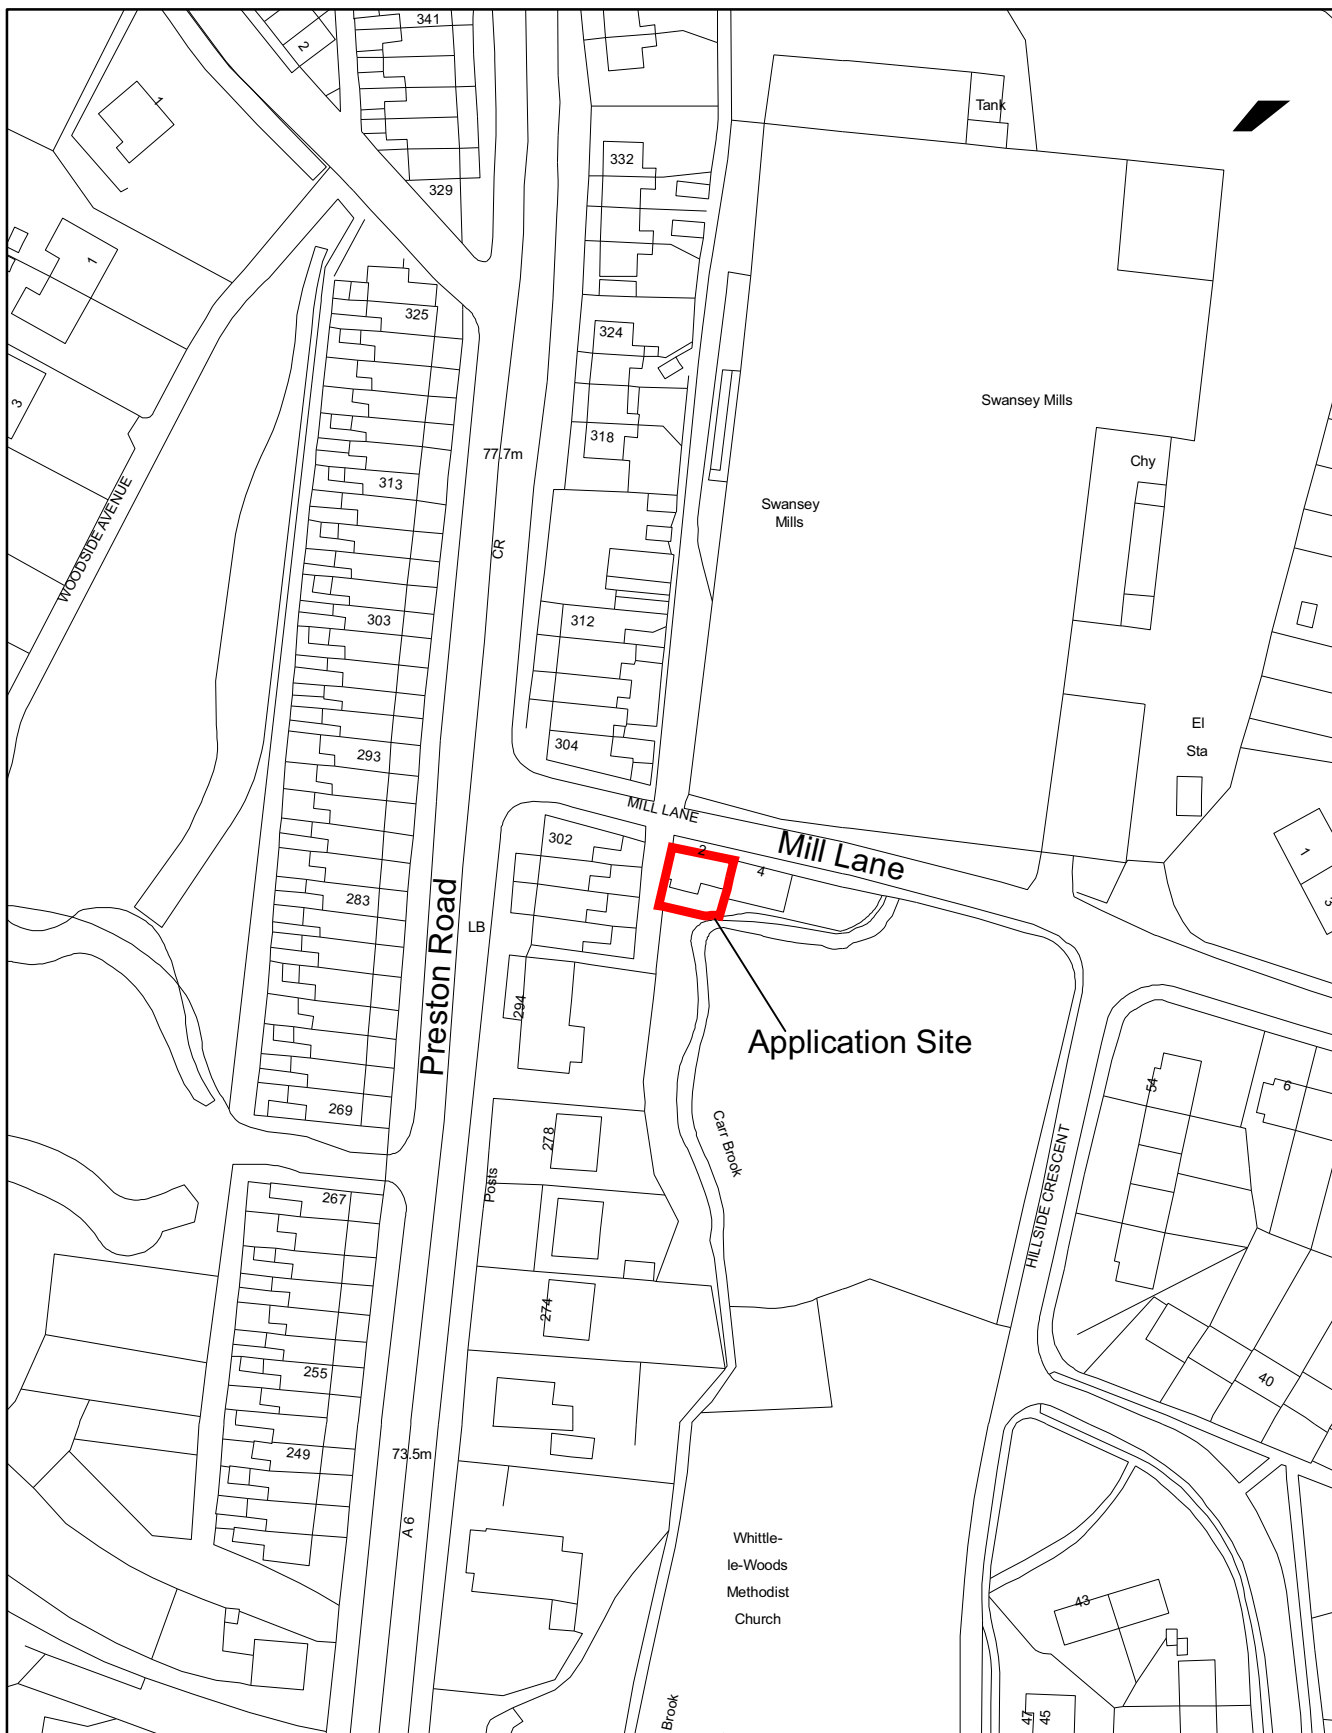 341
2
1
Tank
332
329
1
325
324
3
Swansey Mills
318
77.7m
Chy
313
Swansey
Mills
WOODSIDE AVENUE
CR
303
312
El
Sta
293
304
MILL LANE
Mill Lane
302
2
4
1
3
283
LB
Preston Road
294
Application Site
54
6
269
278
Carr Brook
HILLSIDE CRESCENT
Posts
267
274
255
40
249
73.5m
A 6
Whittle-
le-Woods
Methodist
Church
43
Brook
47
45